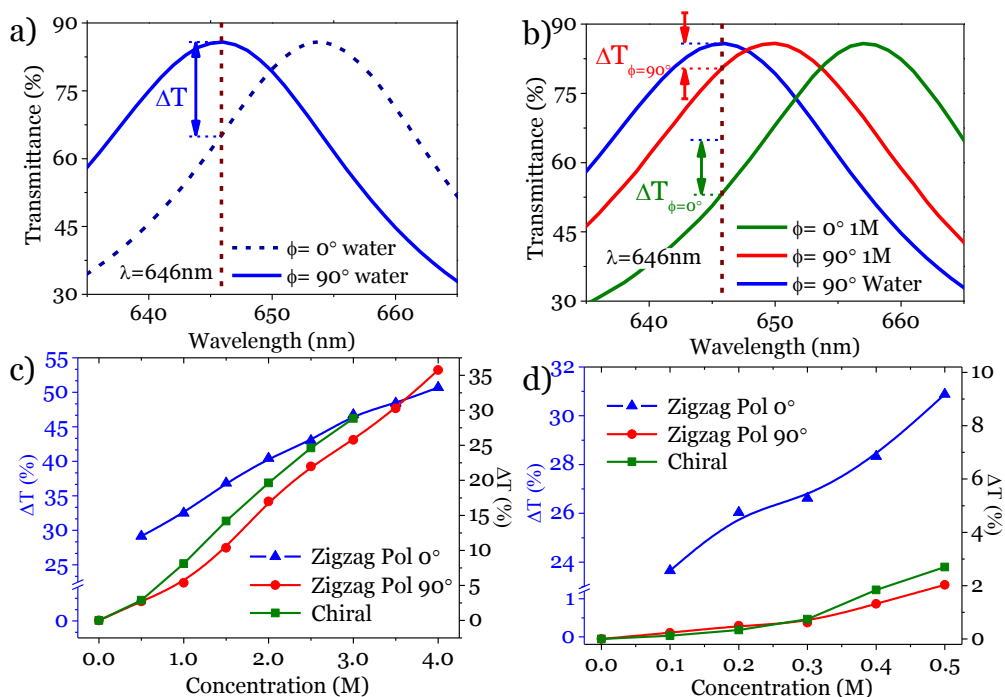 a)
90
75
60
45
30
Transmittance (%)
ΔT
ϕ= 0° water
ϕ= 90° water
λ=646nm
640
650
660
Wavelength (nm)
b)
90
75
60
45
30
Transmittance (%)
ΔTϕ=90°
ΔTϕ=0°
ϕ= 0° 1M
ϕ= 90° 1M
ϕ= 90° Water
λ=646nm
640
650
660
Wavelength (nm)
c)
55
50
45
40
35
30
25
0
ΔT (%)
35
30
25
20
15
10
5
0
ΔT (%)
Zigzag Pol 0°
Zigzag Pol 90°
Chiral
0.0
1.0
2.0
3.0
4.0
Concentration (M)
d)
32
30
28
26
24
1
0
ΔT (%)
10
8
6
4
2
0
ΔT (%)
Zigzag Pol 0°
Zigzag Pol 90°
Chiral
0.0
0.1
0.2
0.3
0.4
0.5
Concentration (M)